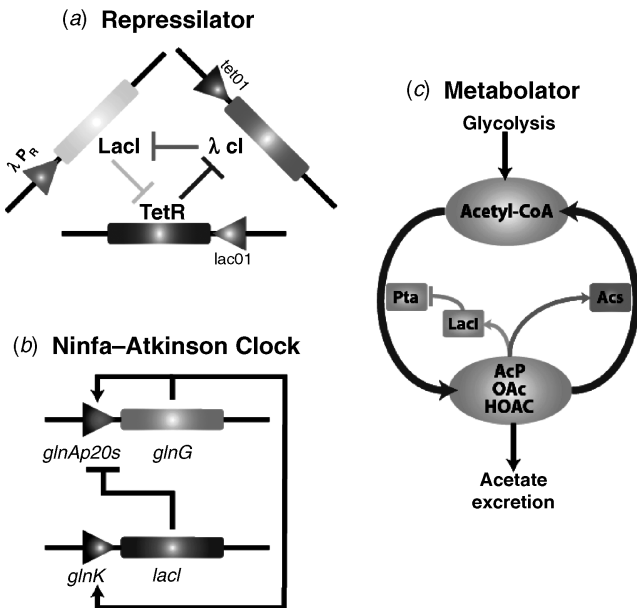 (a) Repressilator
tet01
λ PR
LacI
λ cI
TetR
lac01
(b) Ninfa–Atkinson Clock
glnAp20s
glnG
glnK
lacI
(c) Metabolator
Glycolysis
Acetyl-CoA
Pta
LacI
Acs
AcP
OAc
HOAC
Acetate
excretion